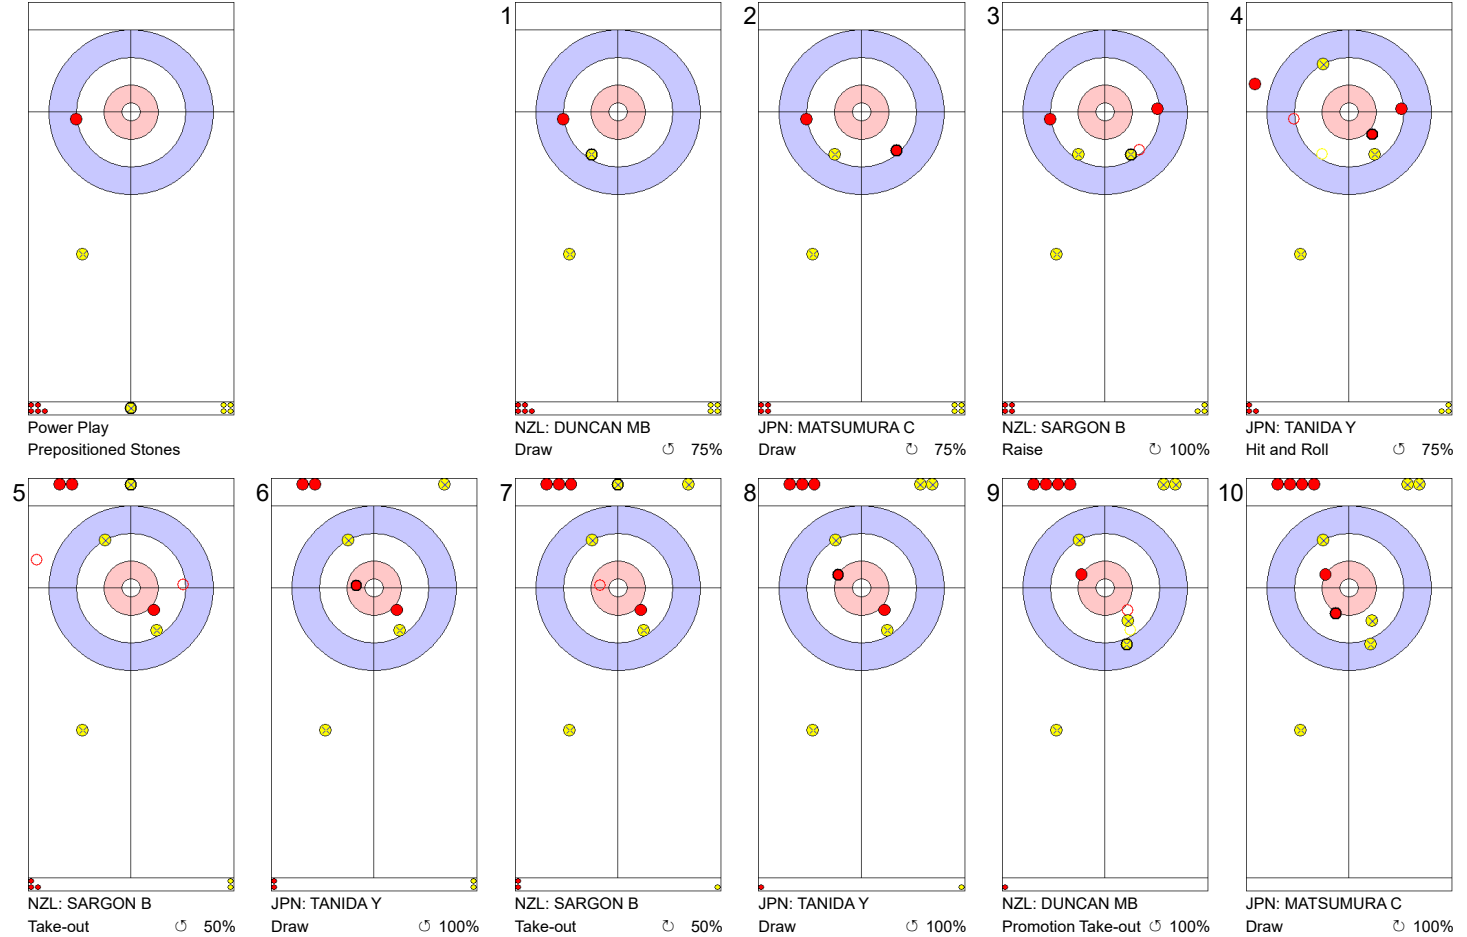 1
2
3
4
Power Play
Prepositioned Stones
NZL: DUNCAN MB
Draw ↺ 75%
JPN: MATSUMURA C
Draw ↻ 75%
NZL: SARGON B
Raise ↻ 100%
JPN: TANIDA Y
Hit and Roll ↺ 75%
5
6
7
8
9
10
NZL: SARGON B
Take-out ↺ 50%
JPN: TANIDA Y
Draw ↺ 100%
NZL: SARGON B
Take-out ↻ 50%
JPN: TANIDA Y
Draw ↺ 100%
NZL: DUNCAN MB
Promotion Take-out ↺ 100%
JPN: MATSUMURA C
Draw ↻ 100%